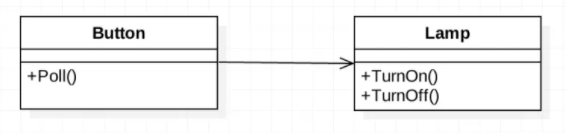 Button
+Poll()
Lamp
+TurnOn()
+TurnOff()